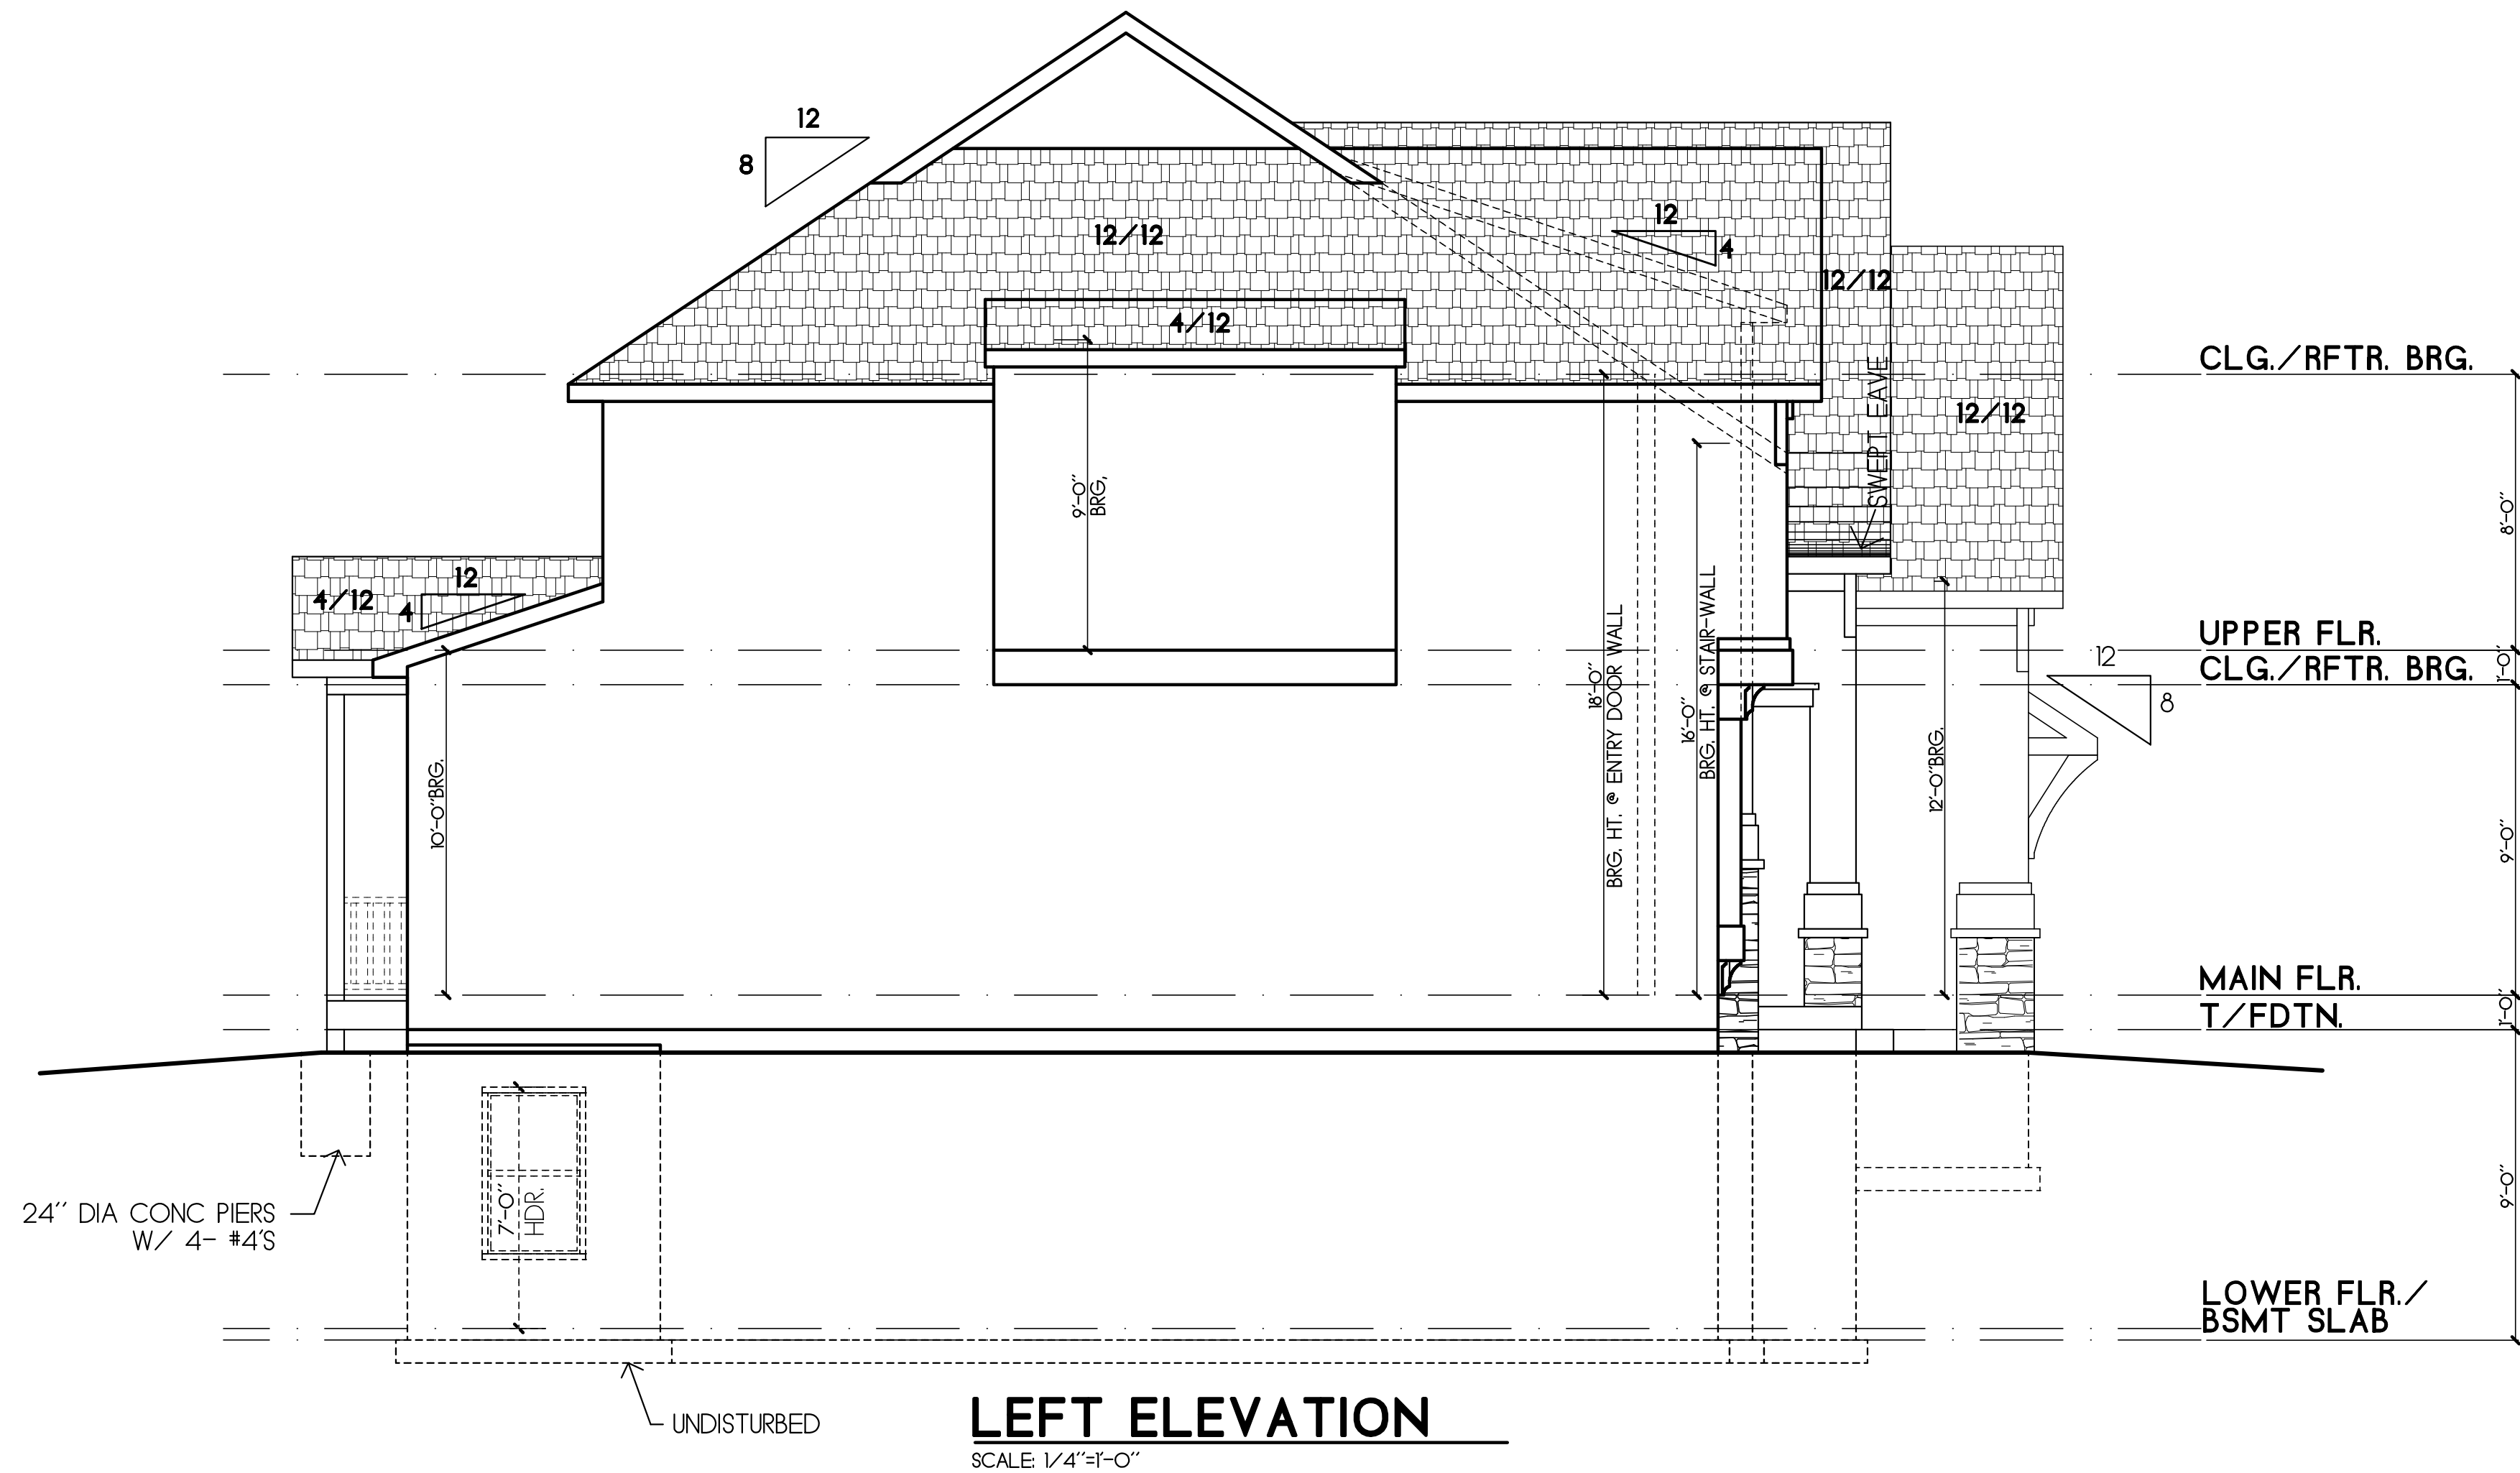 12
8
12/12
12
4
12/12
4/12
CLG./RFTR. BRG.
SWEPT EAVE
12/12
9'-0"
BRG.
8'-0"
12
4/12
4
18'-0"
BRG. HT. @ ENTRY DOOR WALL
16'-0"
BRG. HT. @ STAIR-WALL
UPPER FLR.
12
CLG./RFTR. BRG.
1'-0"
8
10'-0"BRG.
12'-0"BRG.
9'-0"
MAIN FLR.
T/FDTN.
1'-0"
24" DIA CONC PIERS
W/ 4- #4'S
7'-0"
HDR.
9'-0"
LOWER FLR./
BSMT SLAB
UNDISTURBED
LEFT ELEVATION
SCALE: 1/4"=1'-0"